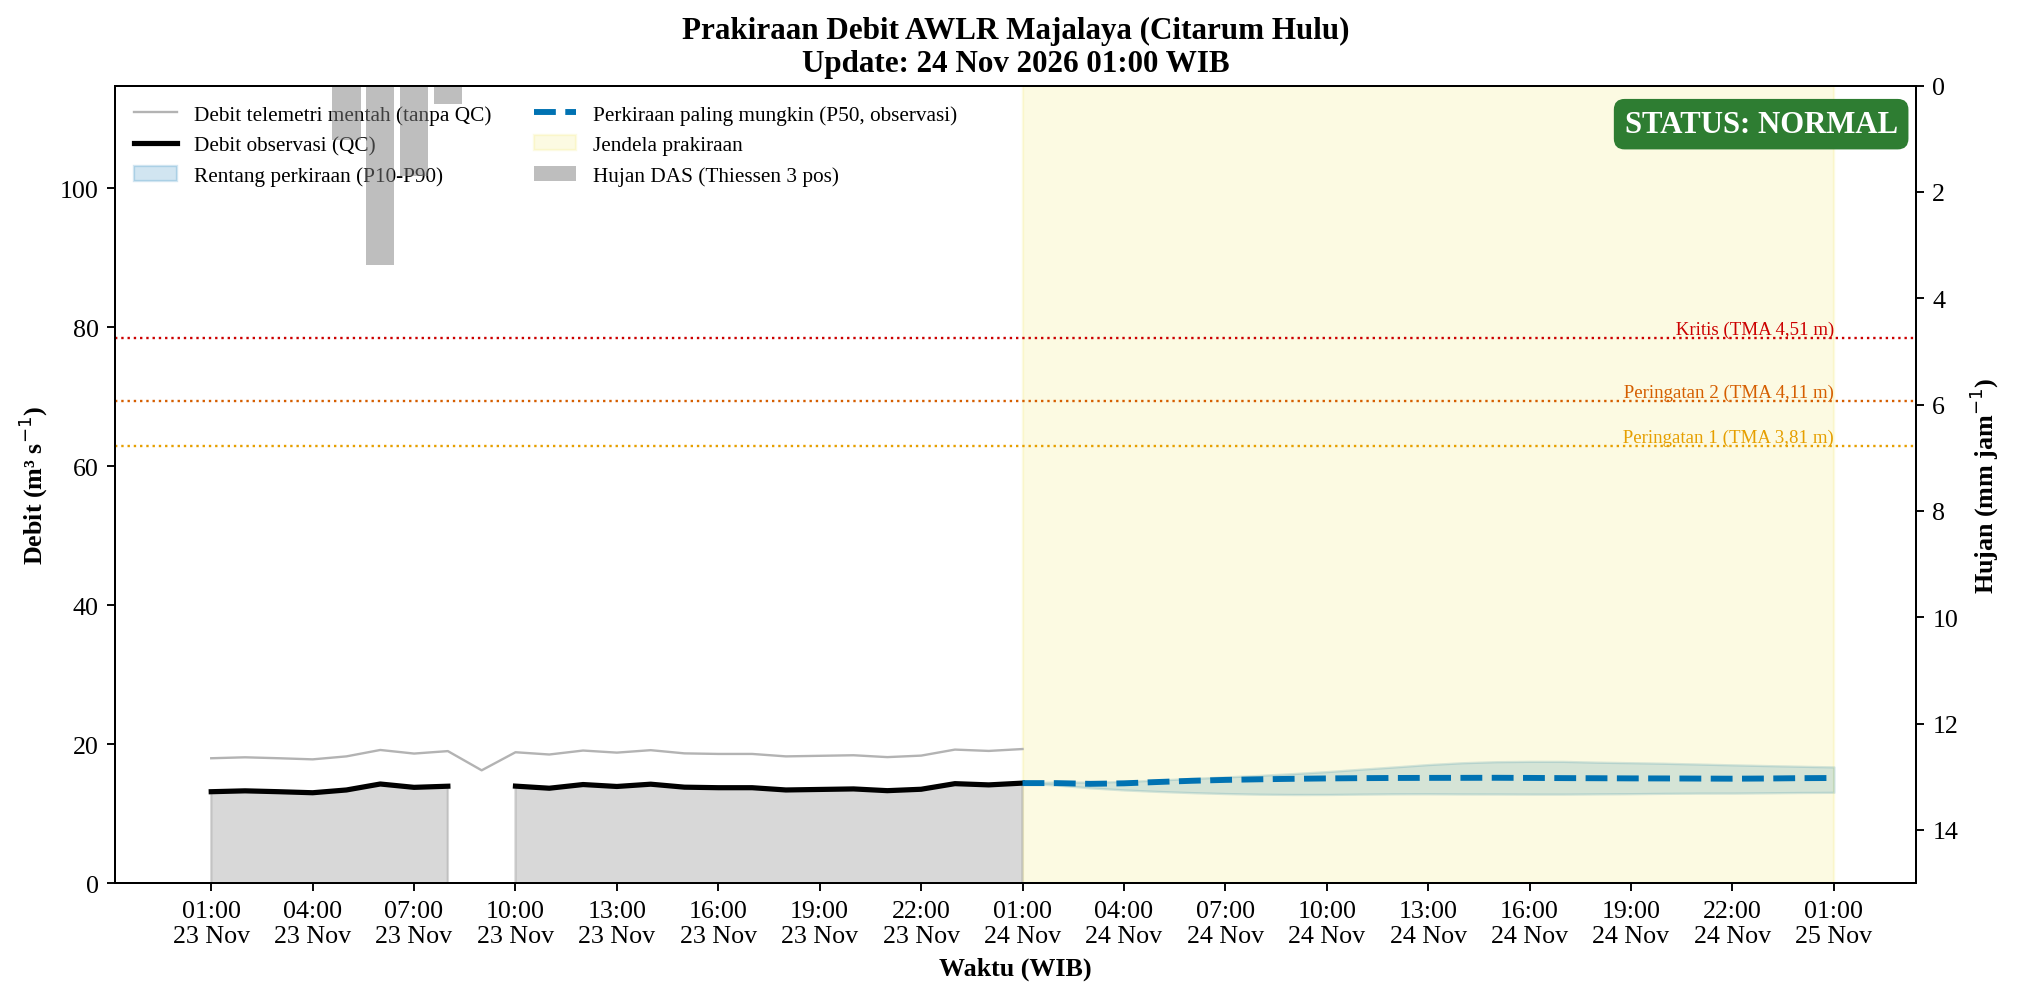 Prakiraan Debit AWLR Majalaya (Citarum Hulu)
Update: 24 Nov 2026 01:00 WIB
Debit telemetri mentah (tanpa QC)
Debit observasi (QC)
Rentang perkiraan (P10-P90)
Perkiraan paling mungkin (P50, observasi)
Jendela prakiraan
Hujan DAS (Thiessen 3 pos)
STATUS: NORMAL
Kritis (TMA 4,51 m)
Peringatan 2 (TMA 4,11 m)
Peringatan 1 (TMA 3,81 m)
Debit (m³ s⁻¹)
100
80
60
40
20
0
Hujan (mm jam⁻¹)
0
2
4
6
8
10
12
14
01:00 04:00 07:00 10:00 13:00 16:00 19:00 22:00 01:00 04:00 07:00 10:00 13:00 16:00 19:00 22:00 01:00
23 Nov 23 Nov 23 Nov 23 Nov 23 Nov 23 Nov 23 Nov 23 Nov 24 Nov 24 Nov 24 Nov 24 Nov 24 Nov 24 Nov 24 Nov 24 Nov 25 Nov
Waktu (WIB)